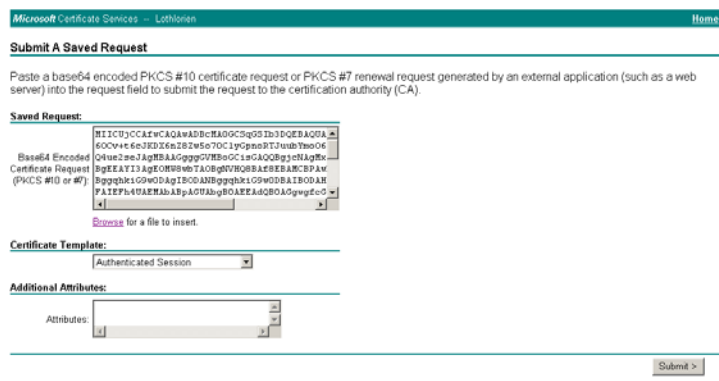 Microsoft Certificate Services -- Lothlorien Home
Submit A Saved Request
Paste a base64 encoded PKCS #10 certificate request or PKCS #7 renewal request generated by an external application (such as a web
server) into the request field to submit the request to the certification authority (CA).
Saved Request:
Base64 Encoded
Certificate Request
(PKCS #10 or #7):
Browse for a file to insert.
Certificate Template:
Authenticated Session
Additional Attributes:
Attributes:
Submit >